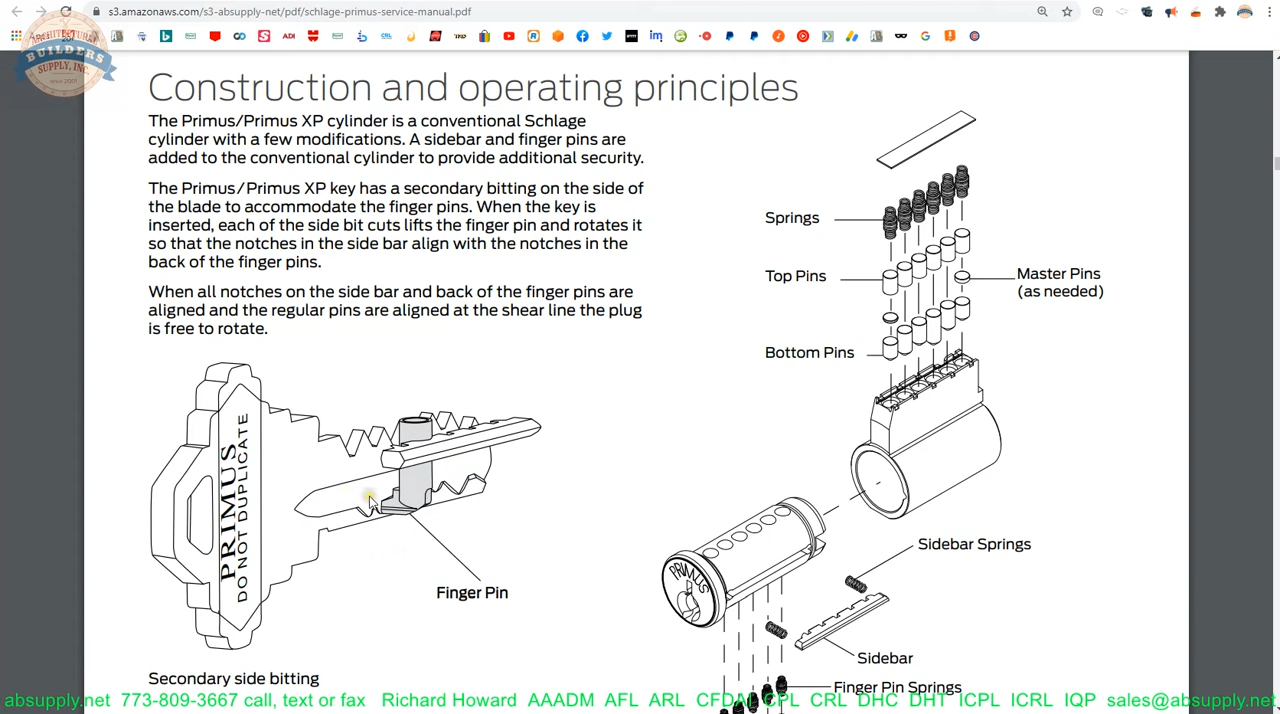 s3.amazonaws.com/s3-absupply-net/pdf/schlage-primus-service-manual.pdf
ARCHITECTURAL
BUILDERS
SUPPLY, INC.
since 2001
Construction and operating principles
The Primus/Primus XP cylinder is a conventional Schlage
cylinder with a few modifications. A sidebar and finger pins are
added to the conventional cylinder to provide additional security.
The Primus/Primus XP key has a secondary bitting on the side of
the blade to accommodate the finger pins. When the key is
inserted, each of the side bit cuts lifts the finger pin and rotates it
so that the notches in the side bar align with the notches in the
back of the finger pins.
When all notches on the side bar and back of the finger pins are
aligned and the regular pins are aligned at the shear line the plug
is free to rotate.
Springs
Top Pins
Master Pins
(as needed)
Bottom Pins
PRIMUS
DO NOT DUPLICATE
Finger Pin
Secondary side bitting
PRIMUS
Sidebar Springs
Sidebar
Finger Pin Springs
absupply.net 773-809-3667 call, text or fax Richard Howard AAADM AFL ARL CFDAI CPL CRL DHC DHT ICPL ICRL IQP sales@absupply.net